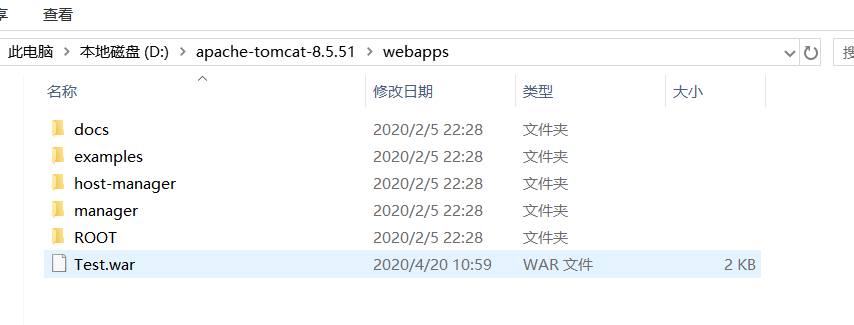 查看
此电脑 本地磁盘 (D:) apache-tomcat-8.5.51 webapps
名称 修改日期 类型 大小
docs 2020/2/5 22:28 文件夹
examples 2020/2/5 22:28 文件夹
host-manager 2020/2/5 22:28 文件夹
manager 2020/2/5 22:28 文件夹
ROOT 2020/2/5 22:28 文件夹
Test.war 2020/4/20 10:59 WAR 文件 2 KB